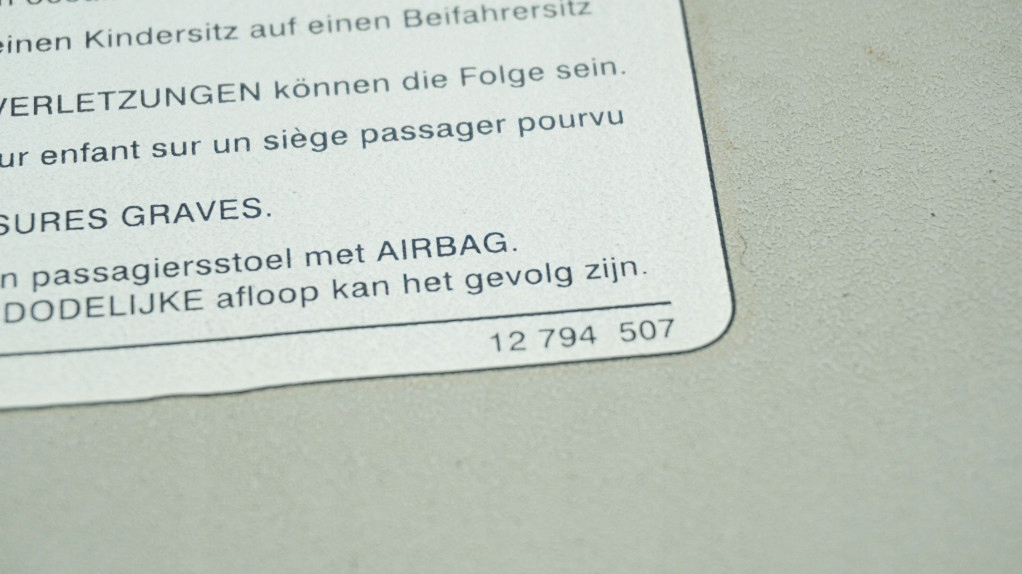 einen Kindersitz auf einen Beifahrersitz
VERLETZUNGEN können die Folge sein.
ur enfant sur un siège passager pourvu
SURES GRAVES.
n passagiersstoel met AIRBAG.
DODELIJKE afloop kan het gevolg zijn.
12 794 507